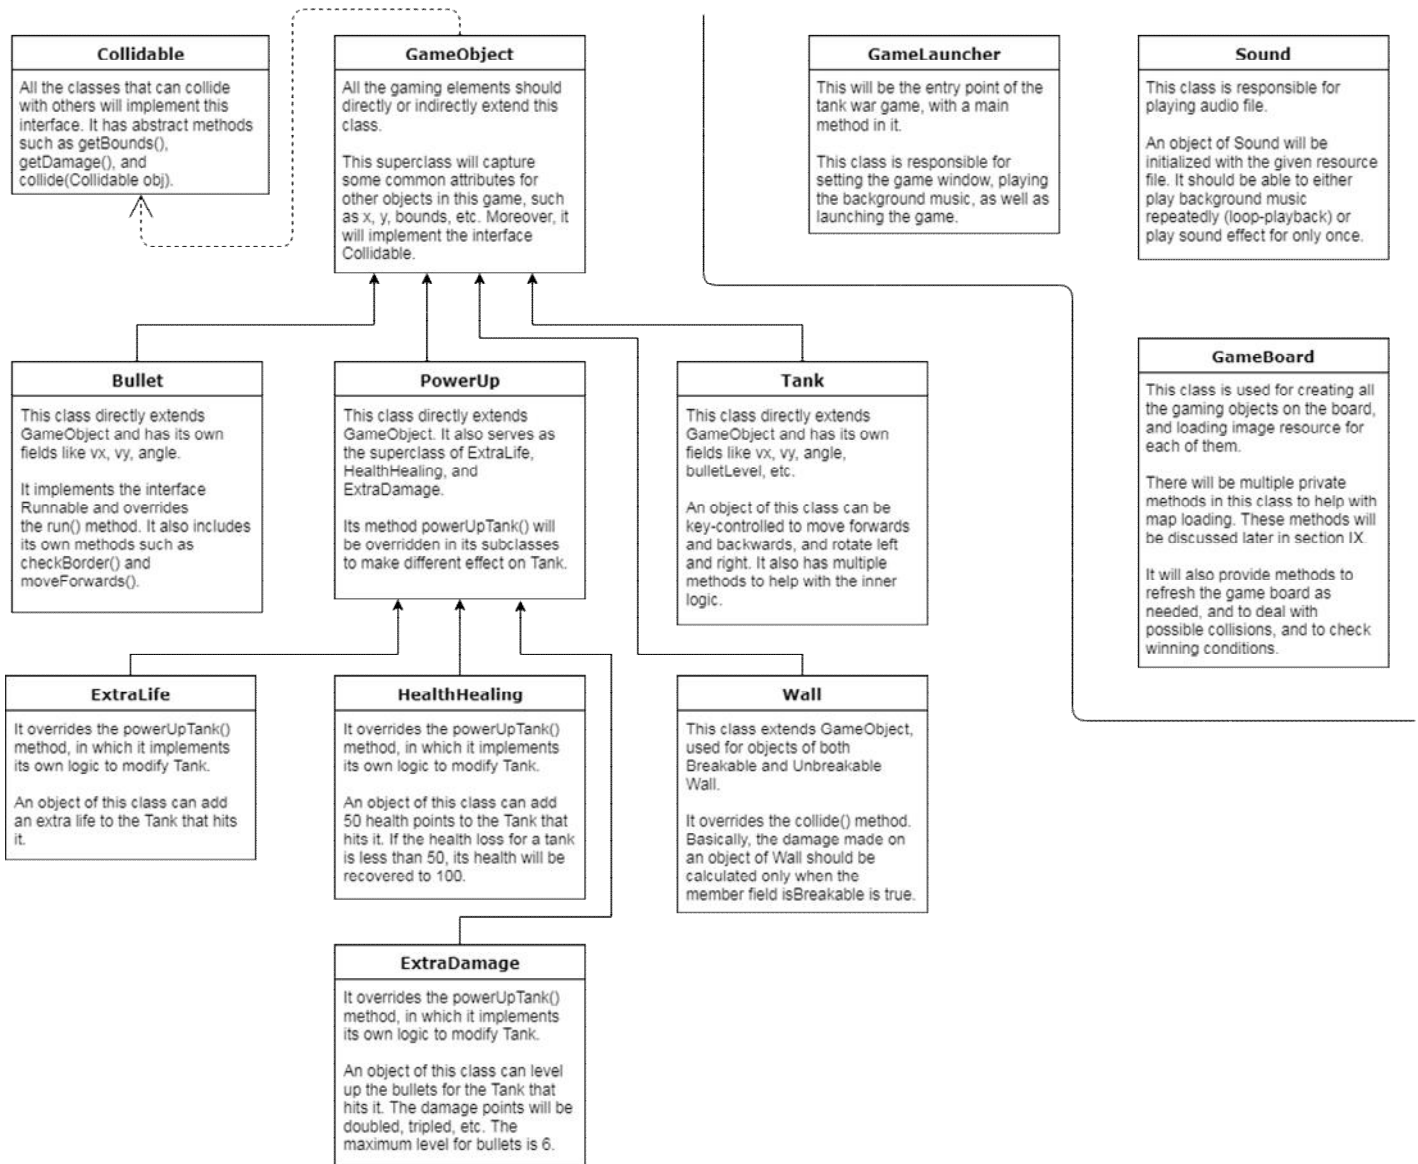 Collidable
All the classes that can collide
with others will implement this
interface. It has abstract methods
such as getBounds(),
getDamage(), and
collide(Collidable obj).
GameObject
All the gaming elements should
directly or indirectly extend this
class.
This superclass will capture
some common attributes for
other objects in this game, such
as x, y, bounds, etc. Moreover, it
will implement the interface
Collidable.
GameLauncher
This will be the entry point of the
tank war game, with a main
method in it.
This class is responsible for
setting the game window, playing
the background music, as well as
launching the game.
Sound
This class is responsible for
playing audio file.
An object of Sound will be
initialized with the given resource
file. It should be able to either
play background music
repeatedly (loop-playback) or
play sound effect for only once.
Bullet
This class directly extends
GameObject and has its own
fields like vx, vy, angle.
It implements the interface
Runnable and overrides
the run() method. It also includes
its own methods such as
checkBorder() and
moveForwards().
PowerUp
This class directly extends
GameObject. It also serves as
the superclass of ExtraLife,
HealthHealing, and
ExtraDamage.
Its method powerUpTank() will
be overridden in its subclasses
to make different effect on Tank.
Tank
This class directly extends
GameObject and has its own
fields like vx, vy, angle,
bulletLevel, etc.
An object of this class can be
key-controlled to move forwards
and backwards, and rotate left
and right. It also has multiple
methods to help with the inner
logic.
GameBoard
This class is used for creating all
the gaming objects on the board,
and loading image resource for
each of them.
There will be multiple private
methods in this class to help with
map loading. These methods will
be discussed later in section IX.
It will also provide methods to
refresh the game board as
needed, and to deal with
possible collisions, and to check
winning conditions.
ExtraLife
It overrides the powerUpTank()
method, in which it implements
its own logic to modify Tank.
An object of this class can add
an extra life to the Tank that hits
it.
HealthHealing
It overrides the powerUpTank()
method, in which it implements
its own logic to modify Tank.
An object of this class can add
50 health points to the Tank that
hits it. If the health loss for a tank
is less than 50, its health will be
recovered to 100.
Wall
This class extends GameObject,
used for objects of both
Breakable and Unbreakable
Wall.
It overrides the collide() method.
Basically, the damage made on
an object of Wall should be
calculated only when the
member field isBreakable is true.
ExtraDamage
It overrides the powerUpTank()
method, in which it implements
its own logic to modify Tank.
An object of this class can level
up the bullets for the Tank that
hits it. The damage points will be
doubled, tripled, etc. The
maximum level for bullets is 6.